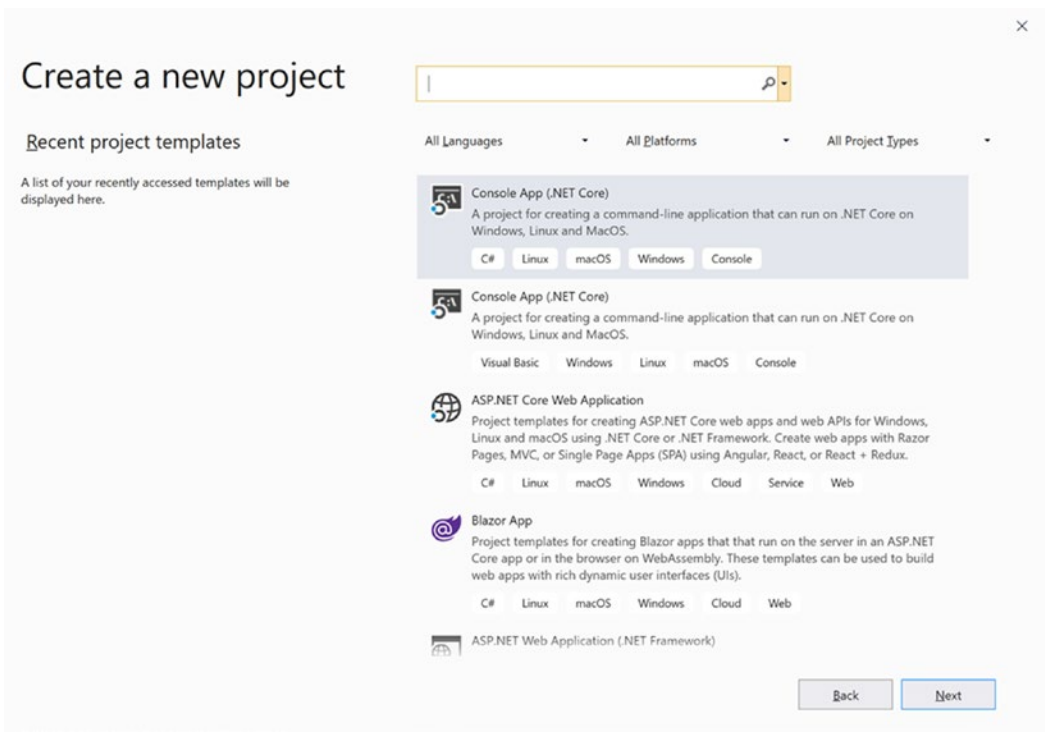 Create a new project
Recent project templates
A list of your recently accessed templates will be
displayed here.
All Languages
All Platforms
All Project Types
Console App (.NET Core)
A project for creating a command-line application that can run on .NET Core on
Windows, Linux and MacOS.
C# Linux macOS Windows Console
Console App (.NET Core)
A project for creating a command-line application that can run on .NET Core on
Windows, Linux and MacOS.
Visual Basic Windows Linux macOS Console
ASP.NET Core Web Application
Project templates for creating ASP.NET Core web apps and web APIs for Windows,
Linux and macOS using .NET Core or .NET Framework. Create web apps with Razor
Pages, MVC, or Single Page Apps (SPA) using Angular, React, or React + Redux.
C# Linux macOS Windows Cloud Service Web
Blazor App
Project templates for creating Blazor apps that that run on the server in an ASP.NET
Core app or in the browser on WebAssembly. These templates can be used to build
web apps with rich dynamic user interfaces (UIs).
C# Linux macOS Windows Cloud Web
ASP.NET Web Application (.NET Framework)
Back
Next